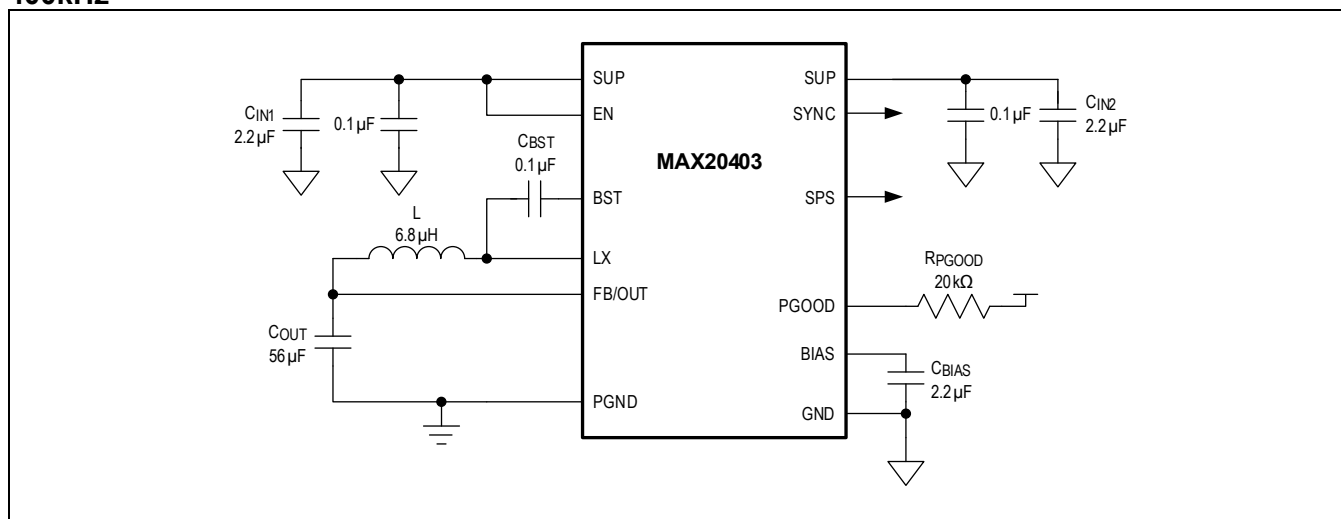 SUP
EN
BST
LX
FB/OUT
PGND
MAX20403
SUP
SYNC
SPS
PGOOD
BIAS
GND
CIN1
2.2µF
0.1µF
CBST
0.1µF
L
6.8µH
COUT
56µF
0.1µF
CIN2
2.2µF
RPGOOD
20kΩ
CBIAS
2.2µF